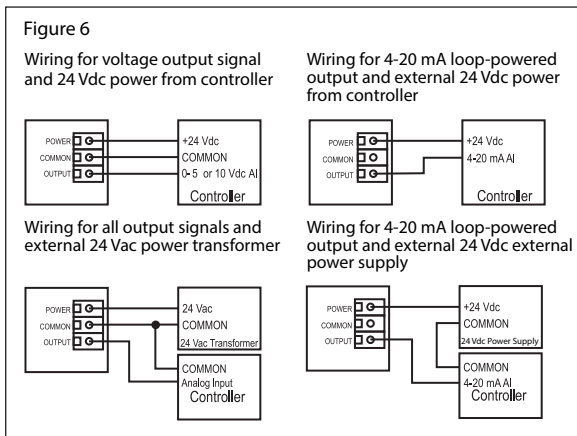 Figure 6
Wiring for voltage output signal
and 24 Vdc power from controller
POWER
COMMON
OUTPUT
+24 Vdc
COMMON
0-5 or 10 Vdc AI
Controller
Wiring for 4-20 mA loop-powered
output and external 24 Vdc power
from controller
POWER
COMMON
OUTPUT
+24 Vdc
4-20 mA AI
Controller
Wiring for all output signals and
external 24 Vac power transformer
POWER
COMMON
OUTPUT
24 Vac
COMMON
24 Vac Transformer
COMMON
Analog Input
Controller
Wiring for 4-20 mA loop-powered
output and external 24 Vdc external
power supply
POWER
COMMON
OUTPUT
+24 Vdc
COMMON
24 Vdc Power Supply
COMMON
4-20 mA AI
Controller